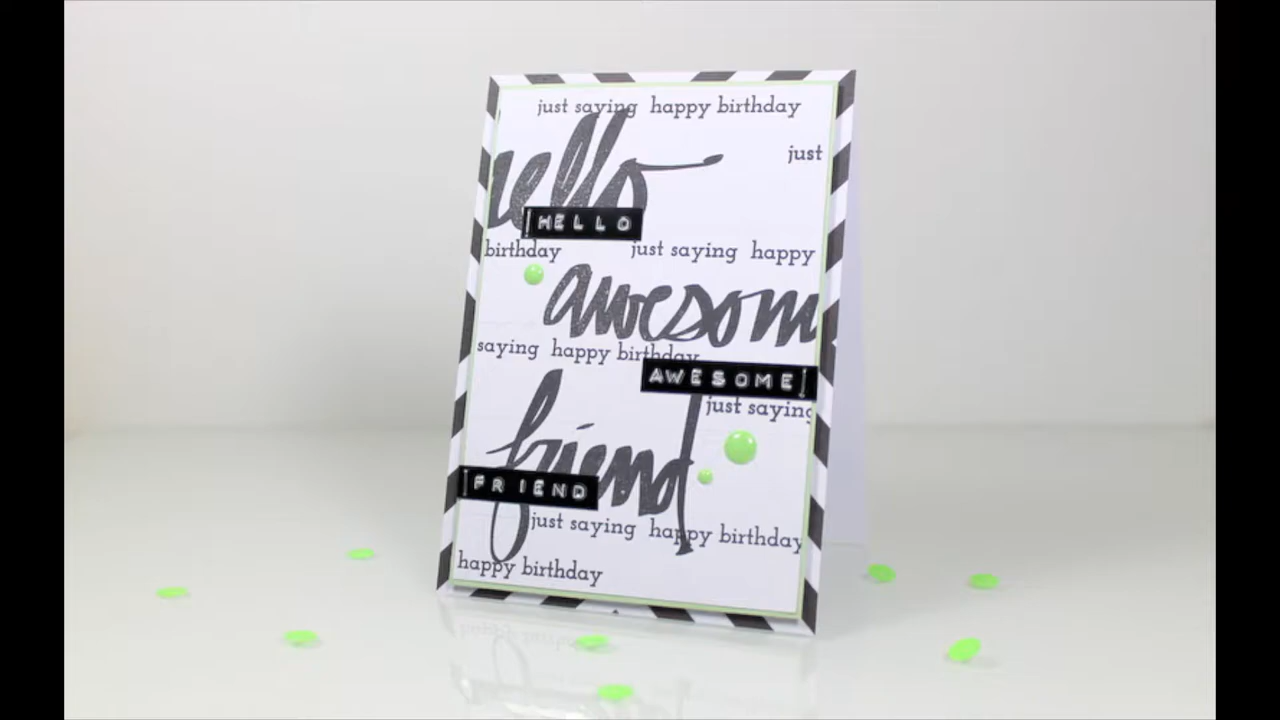 just saying happy birthday
hello
just
HELLO
birthday just saying happy
awesom
saying happy birthday
AWESOME
just saying
friend
FRIEND
just saying happy birthday
happy birthday